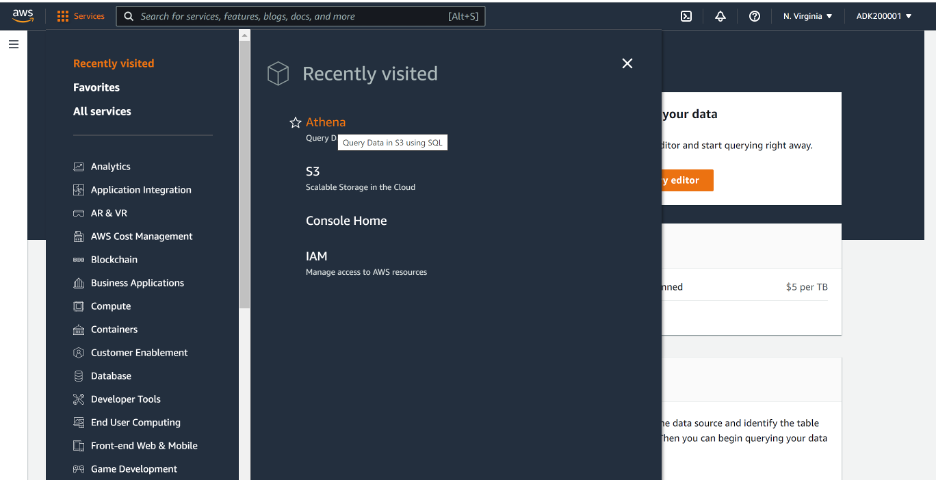 aws Services Search for services, features, blogs, docs, and more [Alt+S] N. Virginia ADK200001
Recently visited
Favorites
All services
Analytics
Application Integration
AR & VR
AWS Cost Management
Blockchain
Business Applications
Compute
Containers
Customer Enablement
Database
Developer Tools
End User Computing
Front-end Web & Mobile
Game Development
Recently visited
Athena
Query D
Query Data in S3 using SQL
S3
Scalable Storage in the Cloud
Console Home
IAM
Manage access to AWS resources
your data
ditor and start querying right away.
y editor
nned $5 per TB
he data source and identify the table
Then you can begin querying your data